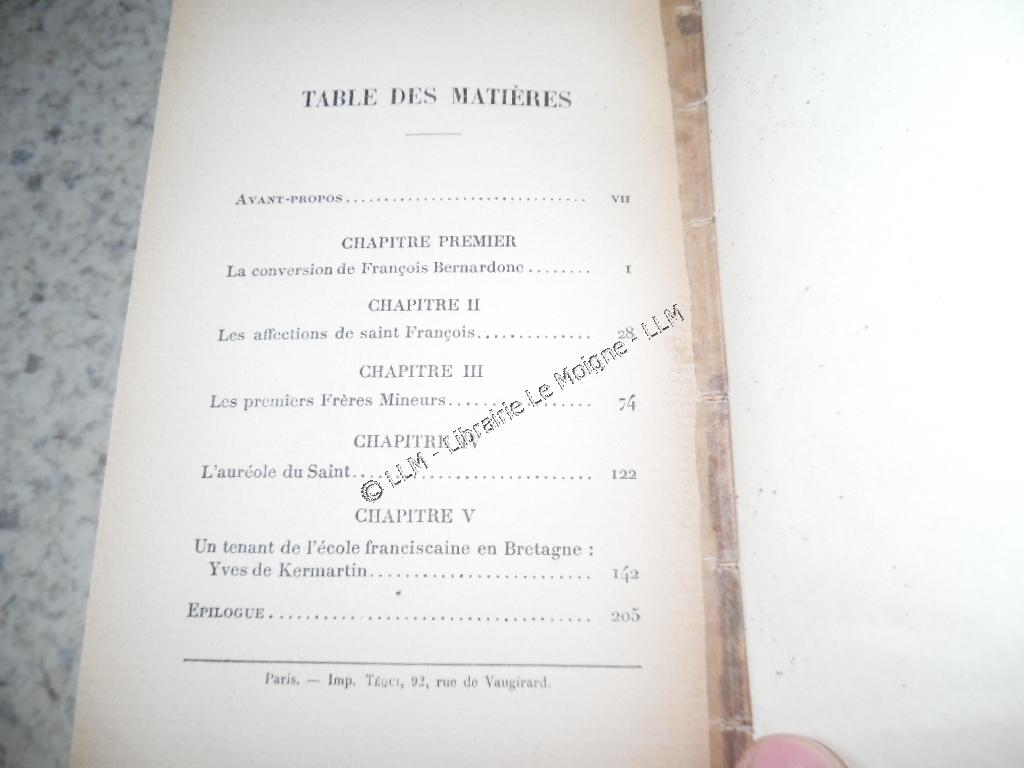 TABLE DES MATIÈRES
AVANT-PROPOS.............................. VII
CHAPITRE PREMIER
La conversion de François Bernardone........ 1
CHAPITRE II
Les affections de saint François.............. 28
CHAPITRE III
Les premiers Frères Mineurs.................. 74
CHAPITRE IV
L'auréole du Saint............................ 122
CHAPITRE V
Un tenant de l'école franciscaine en Bretagne :
Yves de Kermartin......................... 142
EPILOGUE.................................... 205
Paris. — Imp. TÉQUI, 92, rue de Vaugirard.
© LLM - Librairie Le Moigne - LLM